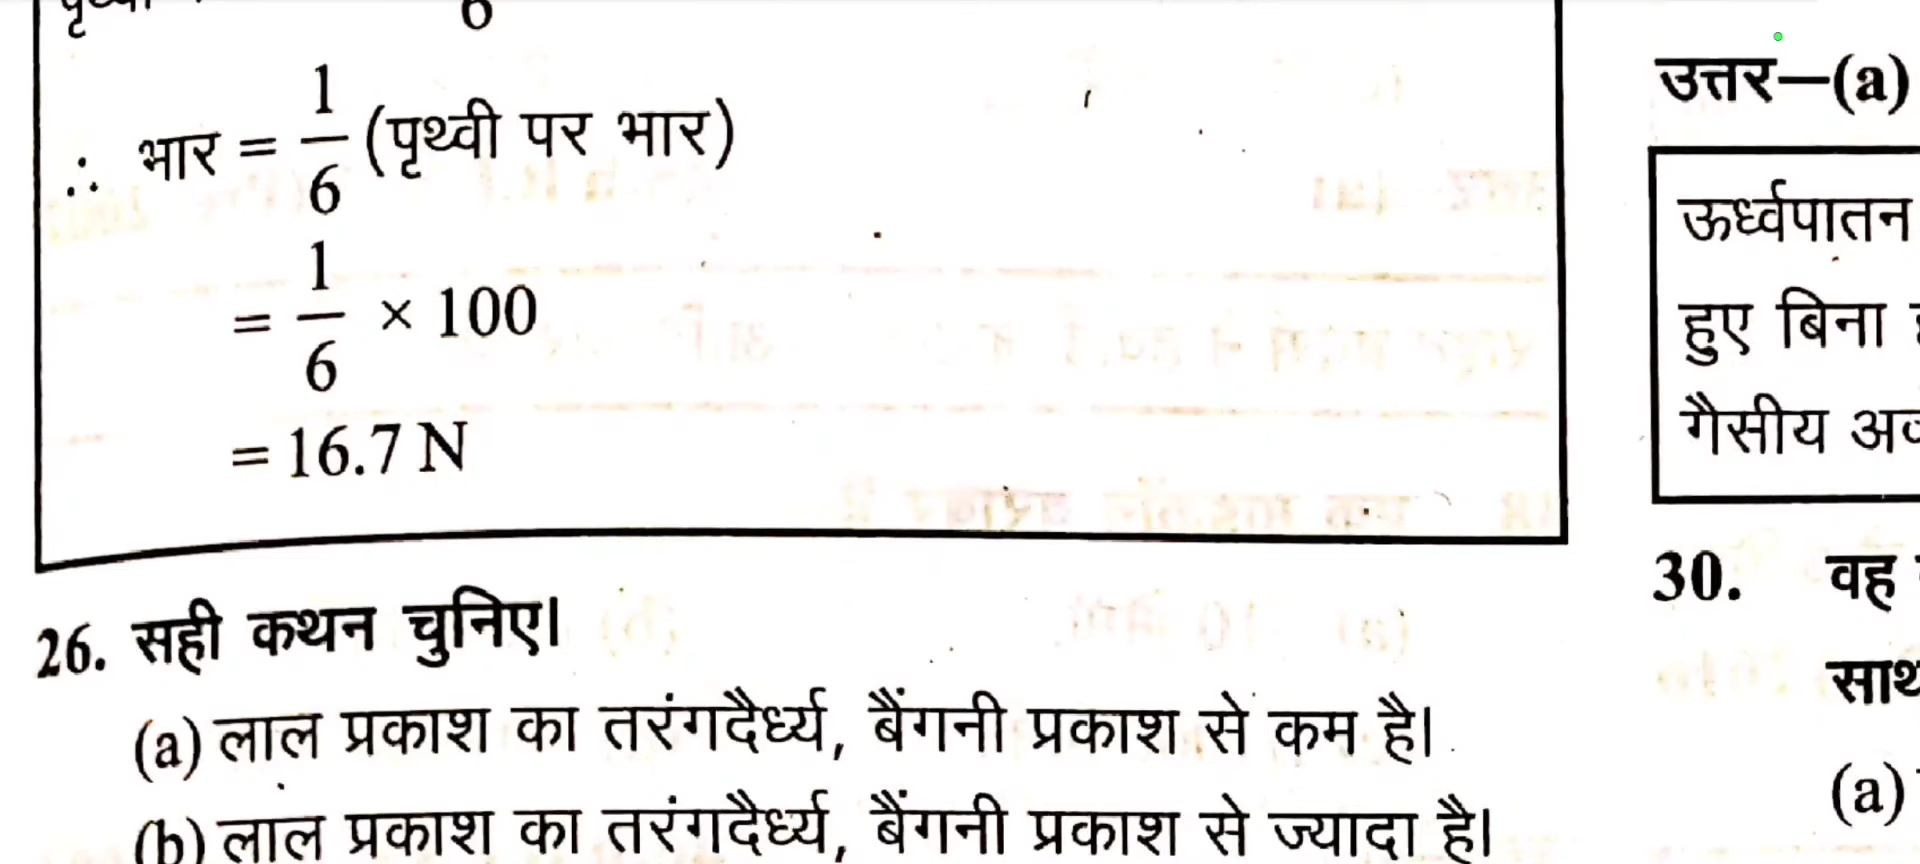 6
∴ भार = 1/6 (पृथ्वी पर भार)
= 1/6 × 100
= 16.7 N
26. सही कथन चुनिए।
(a) लाल प्रकाश का तरंगदैर्ध्य, बैंगनी प्रकाश से कम है।
(b) लाल प्रकाश का तरंगदैर्ध्य, बैंगनी प्रकाश से ज्यादा है।
उत्तर—(a)
ऊर्ध्वपातन
हुए बिना
गैसीय
30. वह
(a)